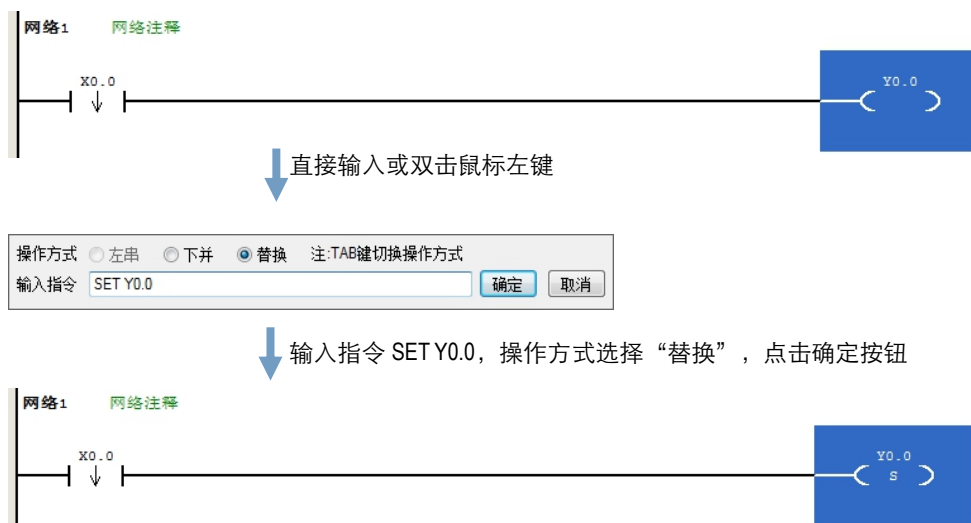 网络1 网络注释
X0.0 Y0.0
直接输入或双击鼠标左键
操作方式 左串 下并 替换 注:TAB键切换操作方式
输入指令 SET Y0.0 确定 取消
输入指令 SET Y0.0，操作方式选择“替换”，点击确定按钮
网络1 网络注释
X0.0 Y0.0
S